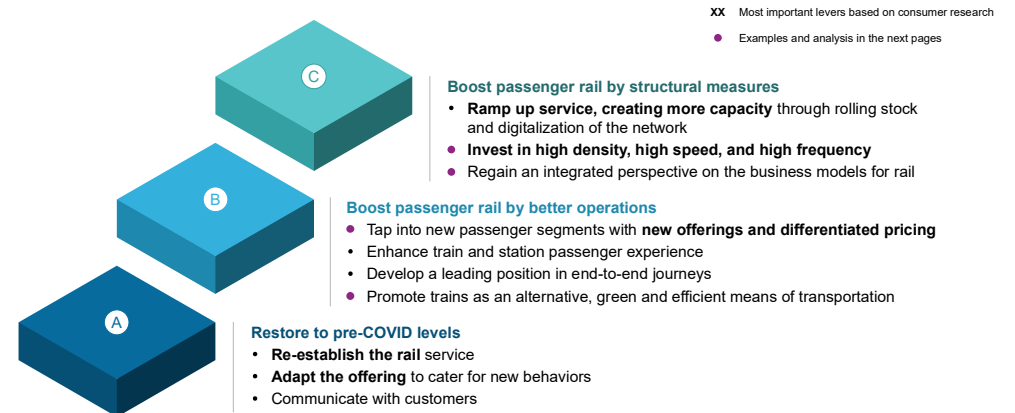 XX Most important levers based on consumer research
● Examples and analysis in the next pages
C
Boost passenger rail by structural measures
• Ramp up service, creating more capacity through rolling stock
and digitalization of the network
● Invest in high density, high speed, and high frequency
● Regain an integrated perspective on the business models for rail
B
Boost passenger rail by better operations
● Tap into new passenger segments with new offerings and differentiated pricing
• Enhance train and station passenger experience
• Develop a leading position in end-to-end journeys
● Promote trains as an alternative, green and efficient means of transportation
A
Restore to pre-COVID levels
• Re-establish the rail service
• Adapt the offering to cater for new behaviors
• Communicate with customers